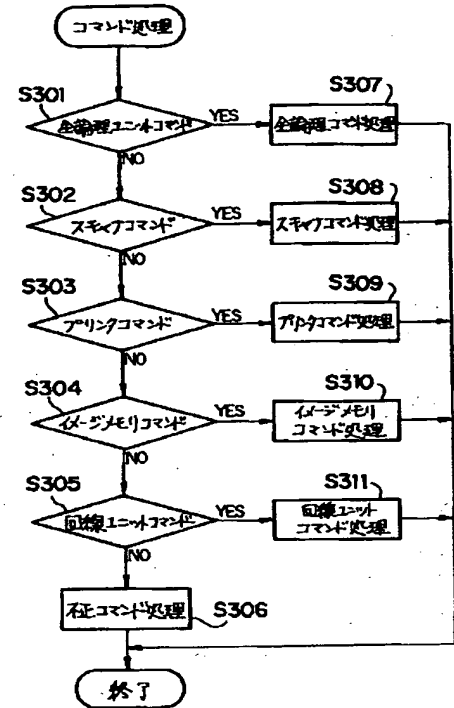 コマンド処理
S301
全論理ユニットコマンド
YES
S307
全論理コマンド処理
NO
S302
スキャナコマンド
YES
S308
スキャナコマンド処理
NO
S303
プリンタコマンド
YES
S309
プリンタコマンド処理
NO
S304
イメージメモリコマンド
YES
S310
イメージメモリ
コマンド処理
NO
S305
回線ユニットコマンド
YES
S311
回線ユニット
コマンド処理
NO
不正コマンド処理
S306
終了